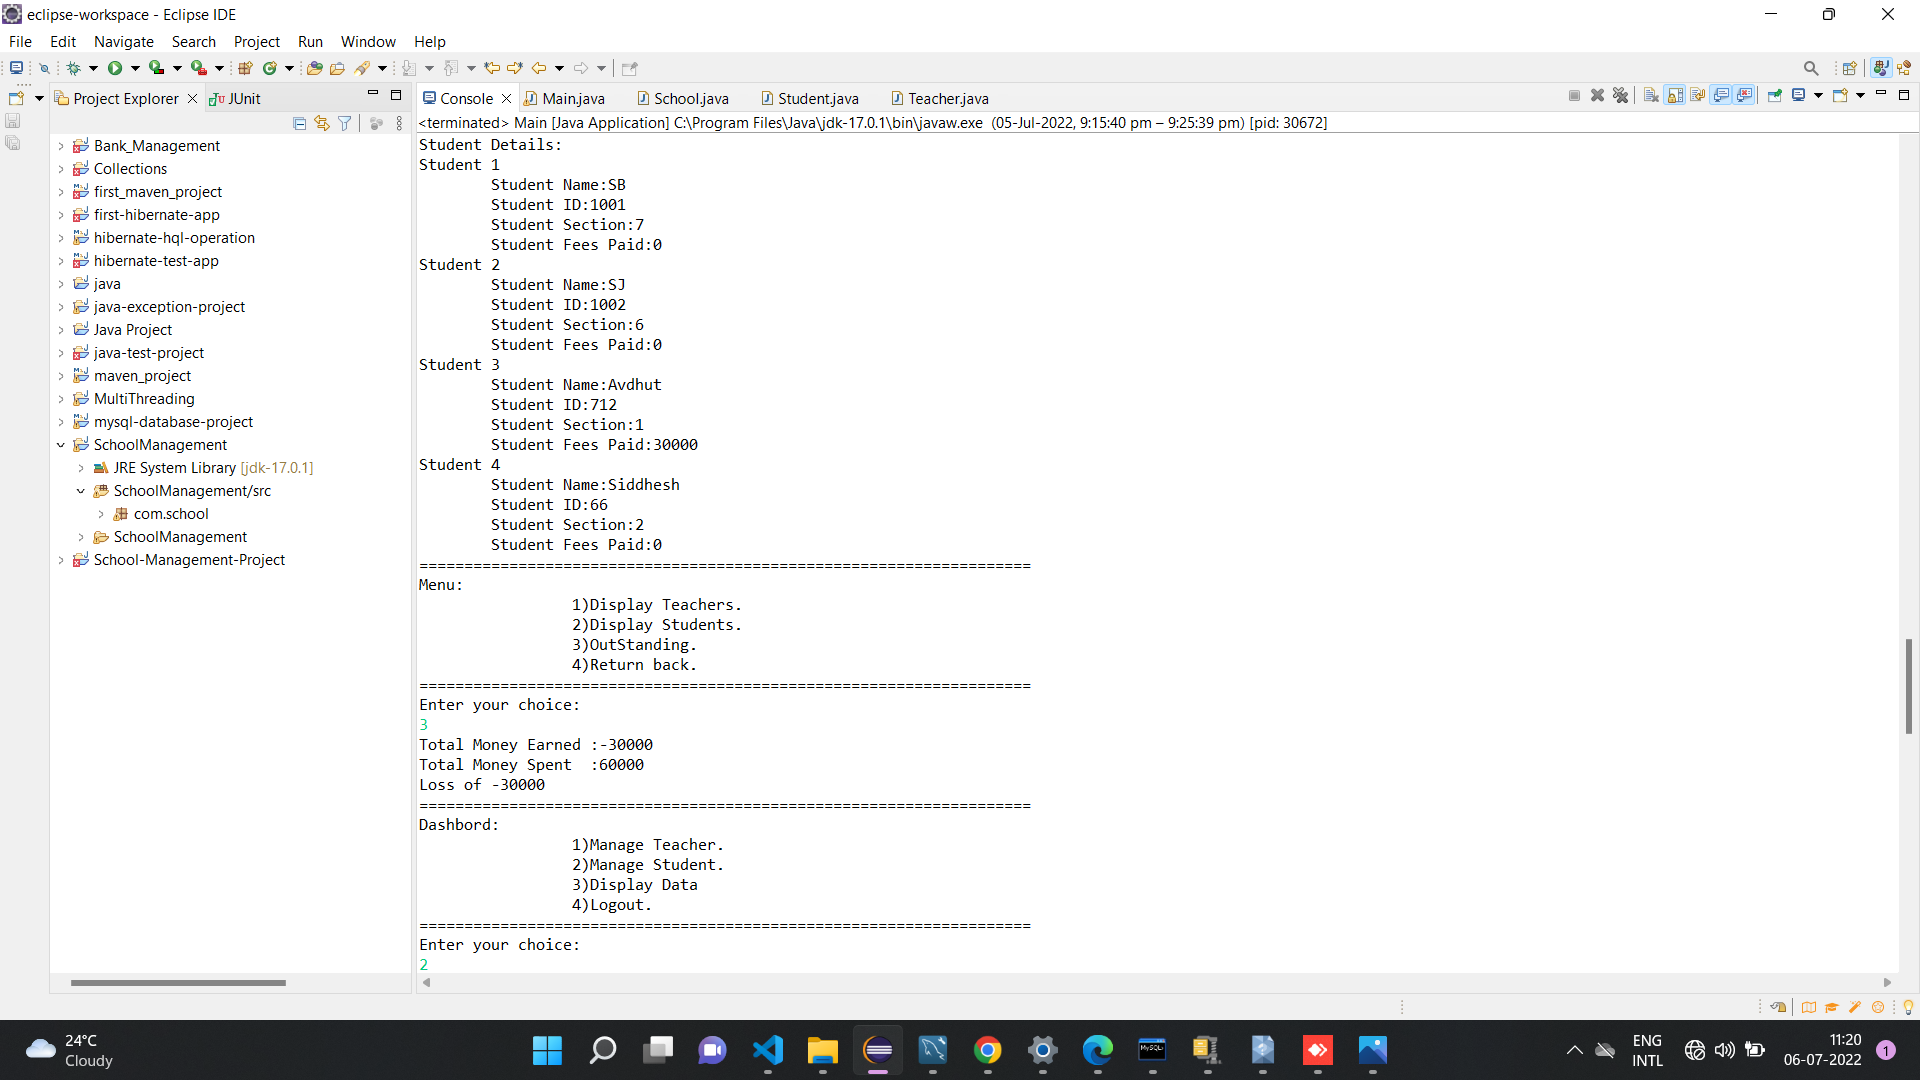 eclipse-workspace - Eclipse IDE
File Edit Navigate Search Project Run Window Help
Project Explorer JUnit
Console Main.java School.java Student.java Teacher.java
<terminated> Main [Java Application] C:\Program Files\Java\jdk-17.0.1\bin\javaw.exe (05-Jul-2022, 9:15:40 pm – 9:25:39 pm) [pid: 30672]
Bank_Management
Collections
first_maven_project
first-hibernate-app
hibernate-hql-operation
hibernate-test-app
java
java-exception-project
Java Project
java-test-project
maven_project
MultiThreading
mysql-database-project
SchoolManagement
JRE System Library [jdk-17.0.1]
SchoolManagement/src
com.school
SchoolManagement
School-Management-Project
Student Details:
Student 1
Student Name:SB
Student ID:1001
Student Section:7
Student Fees Paid:0
Student 2
Student Name:SJ
Student ID:1002
Student Section:6
Student Fees Paid:0
Student 3
Student Name:Avdhut
Student ID:712
Student Section:1
Student Fees Paid:30000
Student 4
Student Name:Siddhesh
Student ID:66
Student Section:2
Student Fees Paid:0
====================================================================
Menu:
1)Display Teachers.
2)Display Students.
3)OutStanding.
4)Return back.
====================================================================
Enter your choice:
3
Total Money Earned :-30000
Total Money Spent  :60000
Loss of -30000
====================================================================
Dashbord:
1)Manage Teacher.
2)Manage Student.
3)Display Data
4)Logout.
====================================================================
Enter your choice:
2
24°C
Cloudy
MySQL
ENG
INTL
11:20
06-07-2022
1